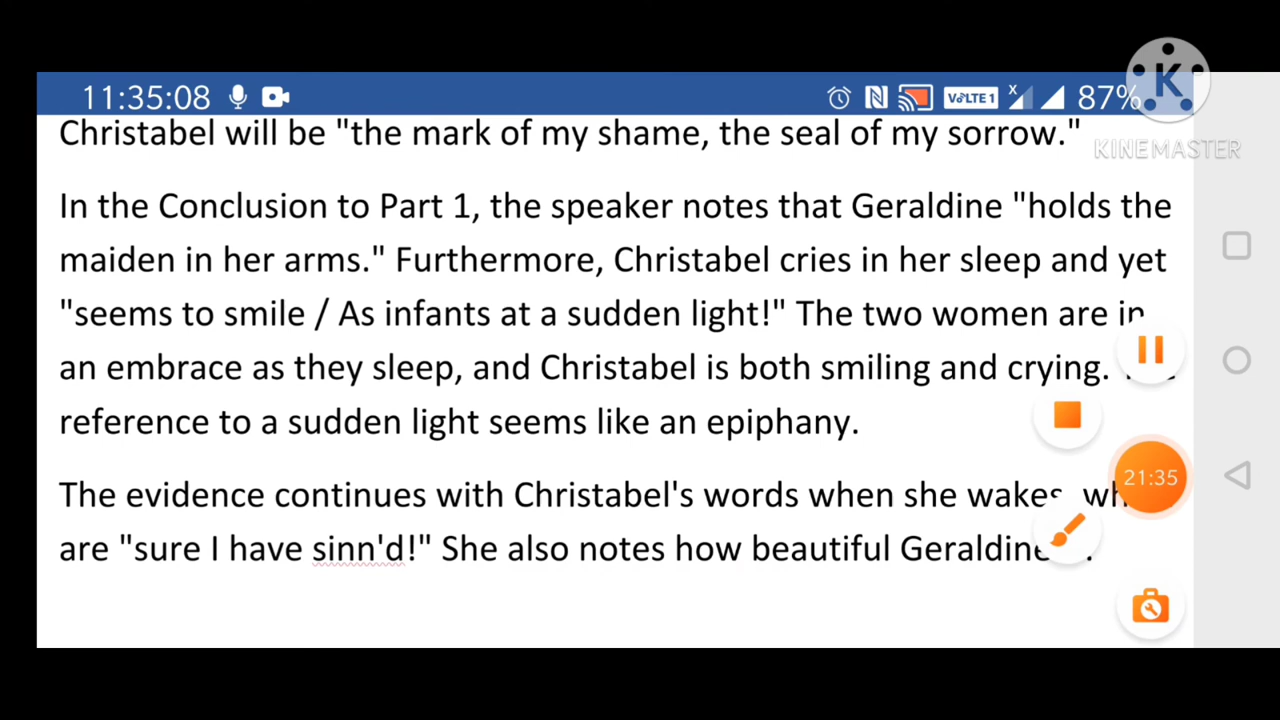 11:35:08 VoLTE 1 X 87%
K
KINEMASTER
Christabel will be "the mark of my shame, the seal of my sorrow."
In the Conclusion to Part 1, the speaker notes that Geraldine "holds the
maiden in her arms." Furthermore, Christabel cries in her sleep and yet
"seems to smile / As infants at a sudden light!" The two women are in
an embrace as they sleep, and Christabel is both smiling and crying.
reference to a sudden light seems like an epiphany.
The evidence continues with Christabel's words when she wakes,
21:35
are "sure I have sinn'd!" She also notes how beautiful Geraldine